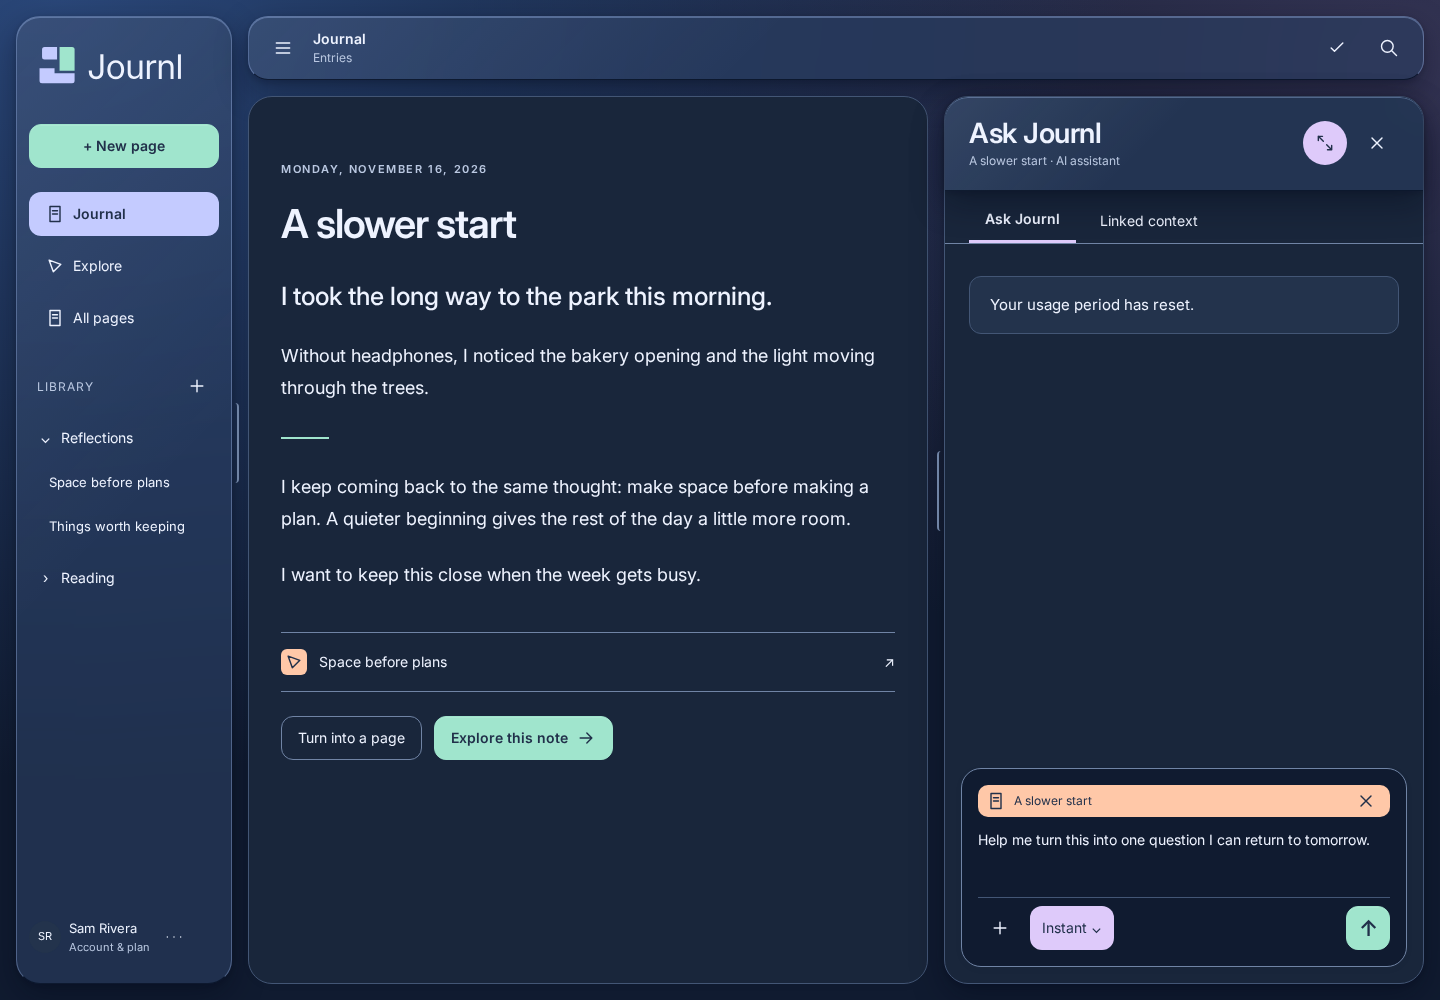 Journl
+ New page
Journal
Explore
All pages
LIBRARY
Reflections
Space before plans
Things worth keeping
Reading
SR
Sam Rivera
Account & plan
...
Journal
Entries
MONDAY, NOVEMBER 16, 2026
A slower start
I took the long way to the park this morning.
Without headphones, I noticed the bakery opening and the light moving
through the trees.
I keep coming back to the same thought: make space before making a
plan. A quieter beginning gives the rest of the day a little more room.
I want to keep this close when the week gets busy.
Space before plans
Turn into a page
Explore this note
Ask Journl
A slower start · AI assistant
Ask Journl
Linked context
Your usage period has reset.
A slower start
Help me turn this into one question I can return to tomorrow.
Instant